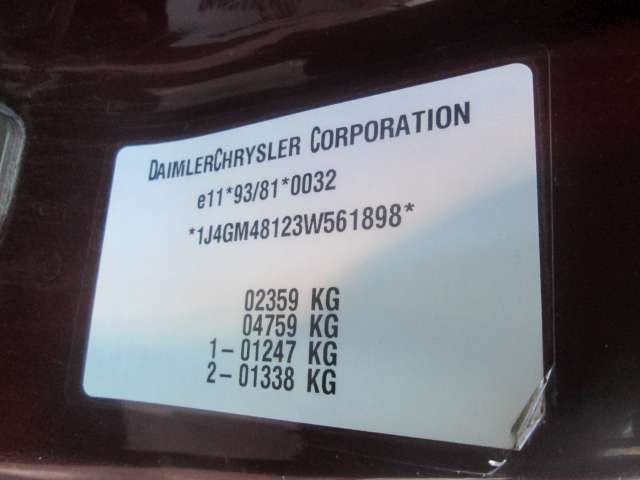 DAIMLERCHRYSLER CORPORATION
e11*93/81*0032
*1J4GM48123W561898*
02359 KG
04759 KG
1-01247 KG
2-01338 KG